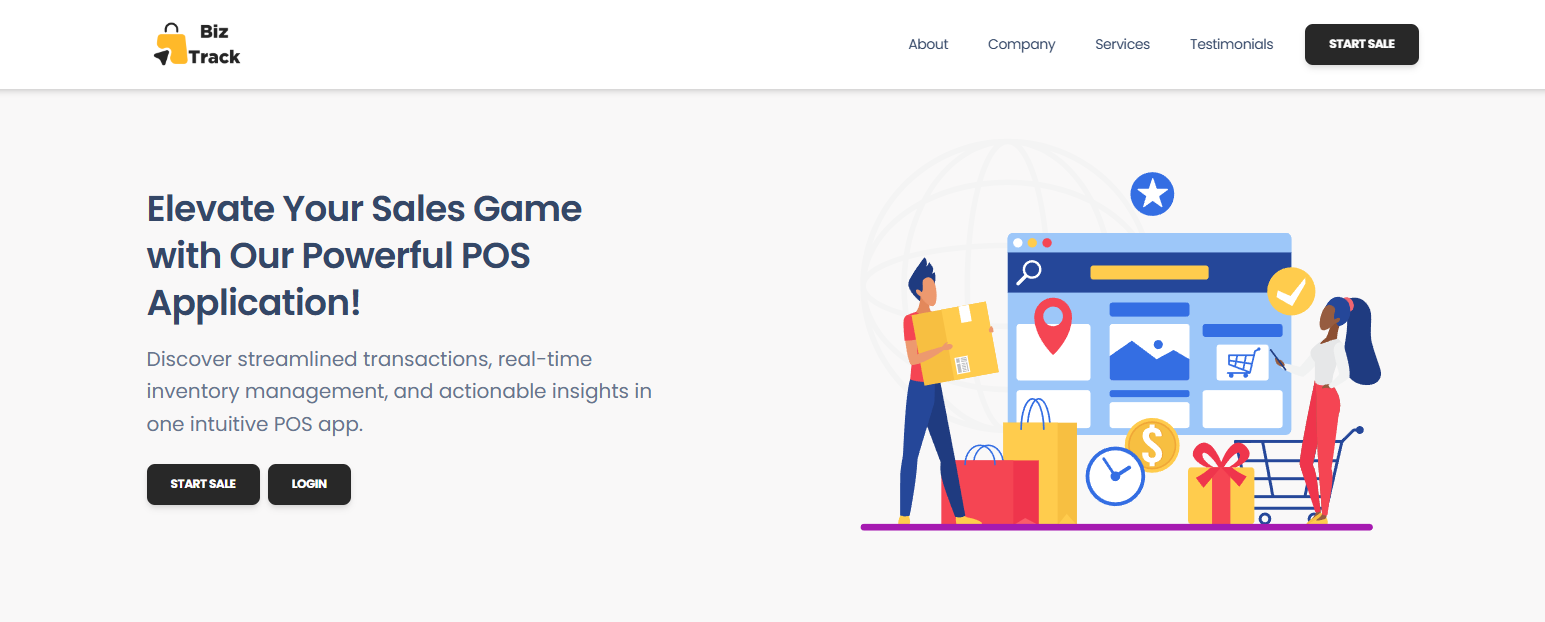 Biz
Track
About
Company
Services
Testimonials
START SALE
Elevate Your Sales Game
with Our Powerful POS
Application!
Discover streamlined transactions, real-time
inventory management, and actionable insights in
one intuitive POS app.
START SALE
LOGIN
$